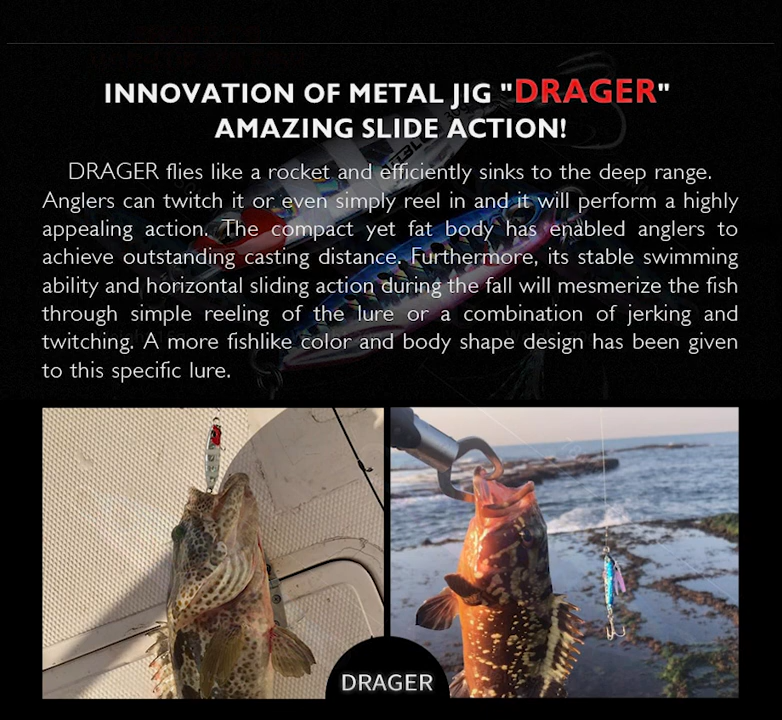 INNOVATION OF METAL JIG "DRAGER"
AMAZING SLIDE ACTION!
DRAGER flies like a rocket and efficiently sinks to the deep range.
Anglers can twitch it or even simply reel in and it will perform a highly
appealing action. The compact yet fat body has enabled anglers to
achieve outstanding casting distance. Furthermore, its stable swimming
ability and horizontal sliding action during the fall will mesmerize the fish
through simple reeling of the lure or a combination of jerking and
twitching. A more fishlike color and body shape design has been given
to this specific lure.
DRAGER